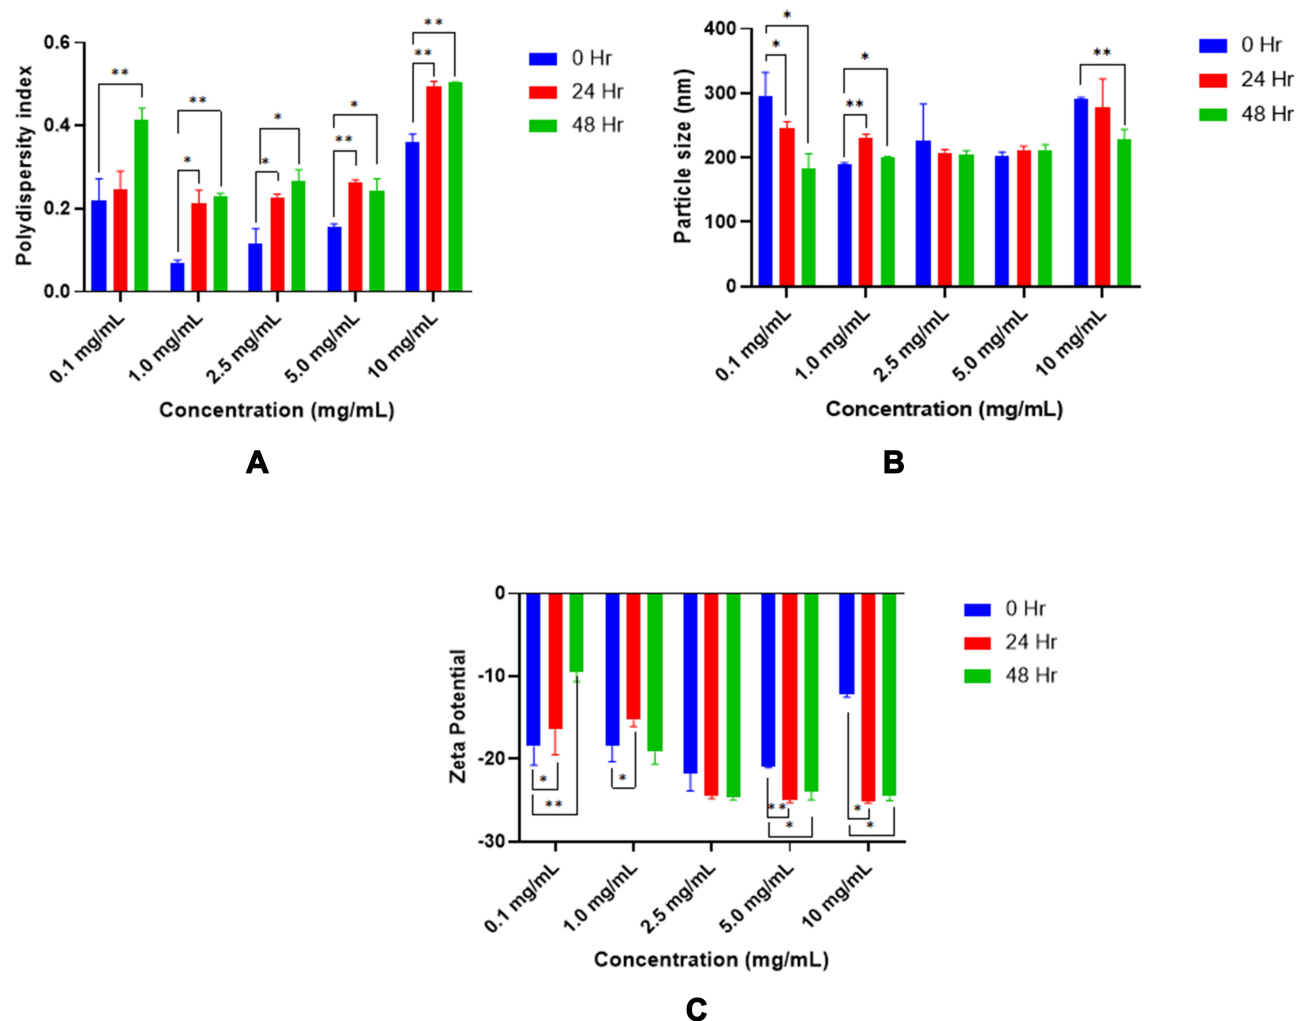 Polydispersity index
0.6
0.4
0.2
0.0
**
**
*
*
*
*
**
**
**
0 Hr
24 Hr
48 Hr
0.1 mg/mL
1.0 mg/mL
2.5 mg/mL
5.0 mg/mL
10 mg/mL
Concentration (mg/mL)
A
Particle size (nm)
400
300
200
100
0
*
*
*
**
**
0 Hr
24 Hr
48 Hr
0.1 mg/mL
1.0 mg/mL
2.5 mg/mL
5.0 mg/mL
10 mg/mL
Concentration (mg/mL)
B
Zeta Potential
0
-10
-20
-30
*
**
*
**
*
*
*
0 Hr
24 Hr
48 Hr
0.1 mg/mL
1.0 mg/mL
2.5 mg/mL
5.0 mg/mL
10 mg/mL
Concentration (mg/mL)
C